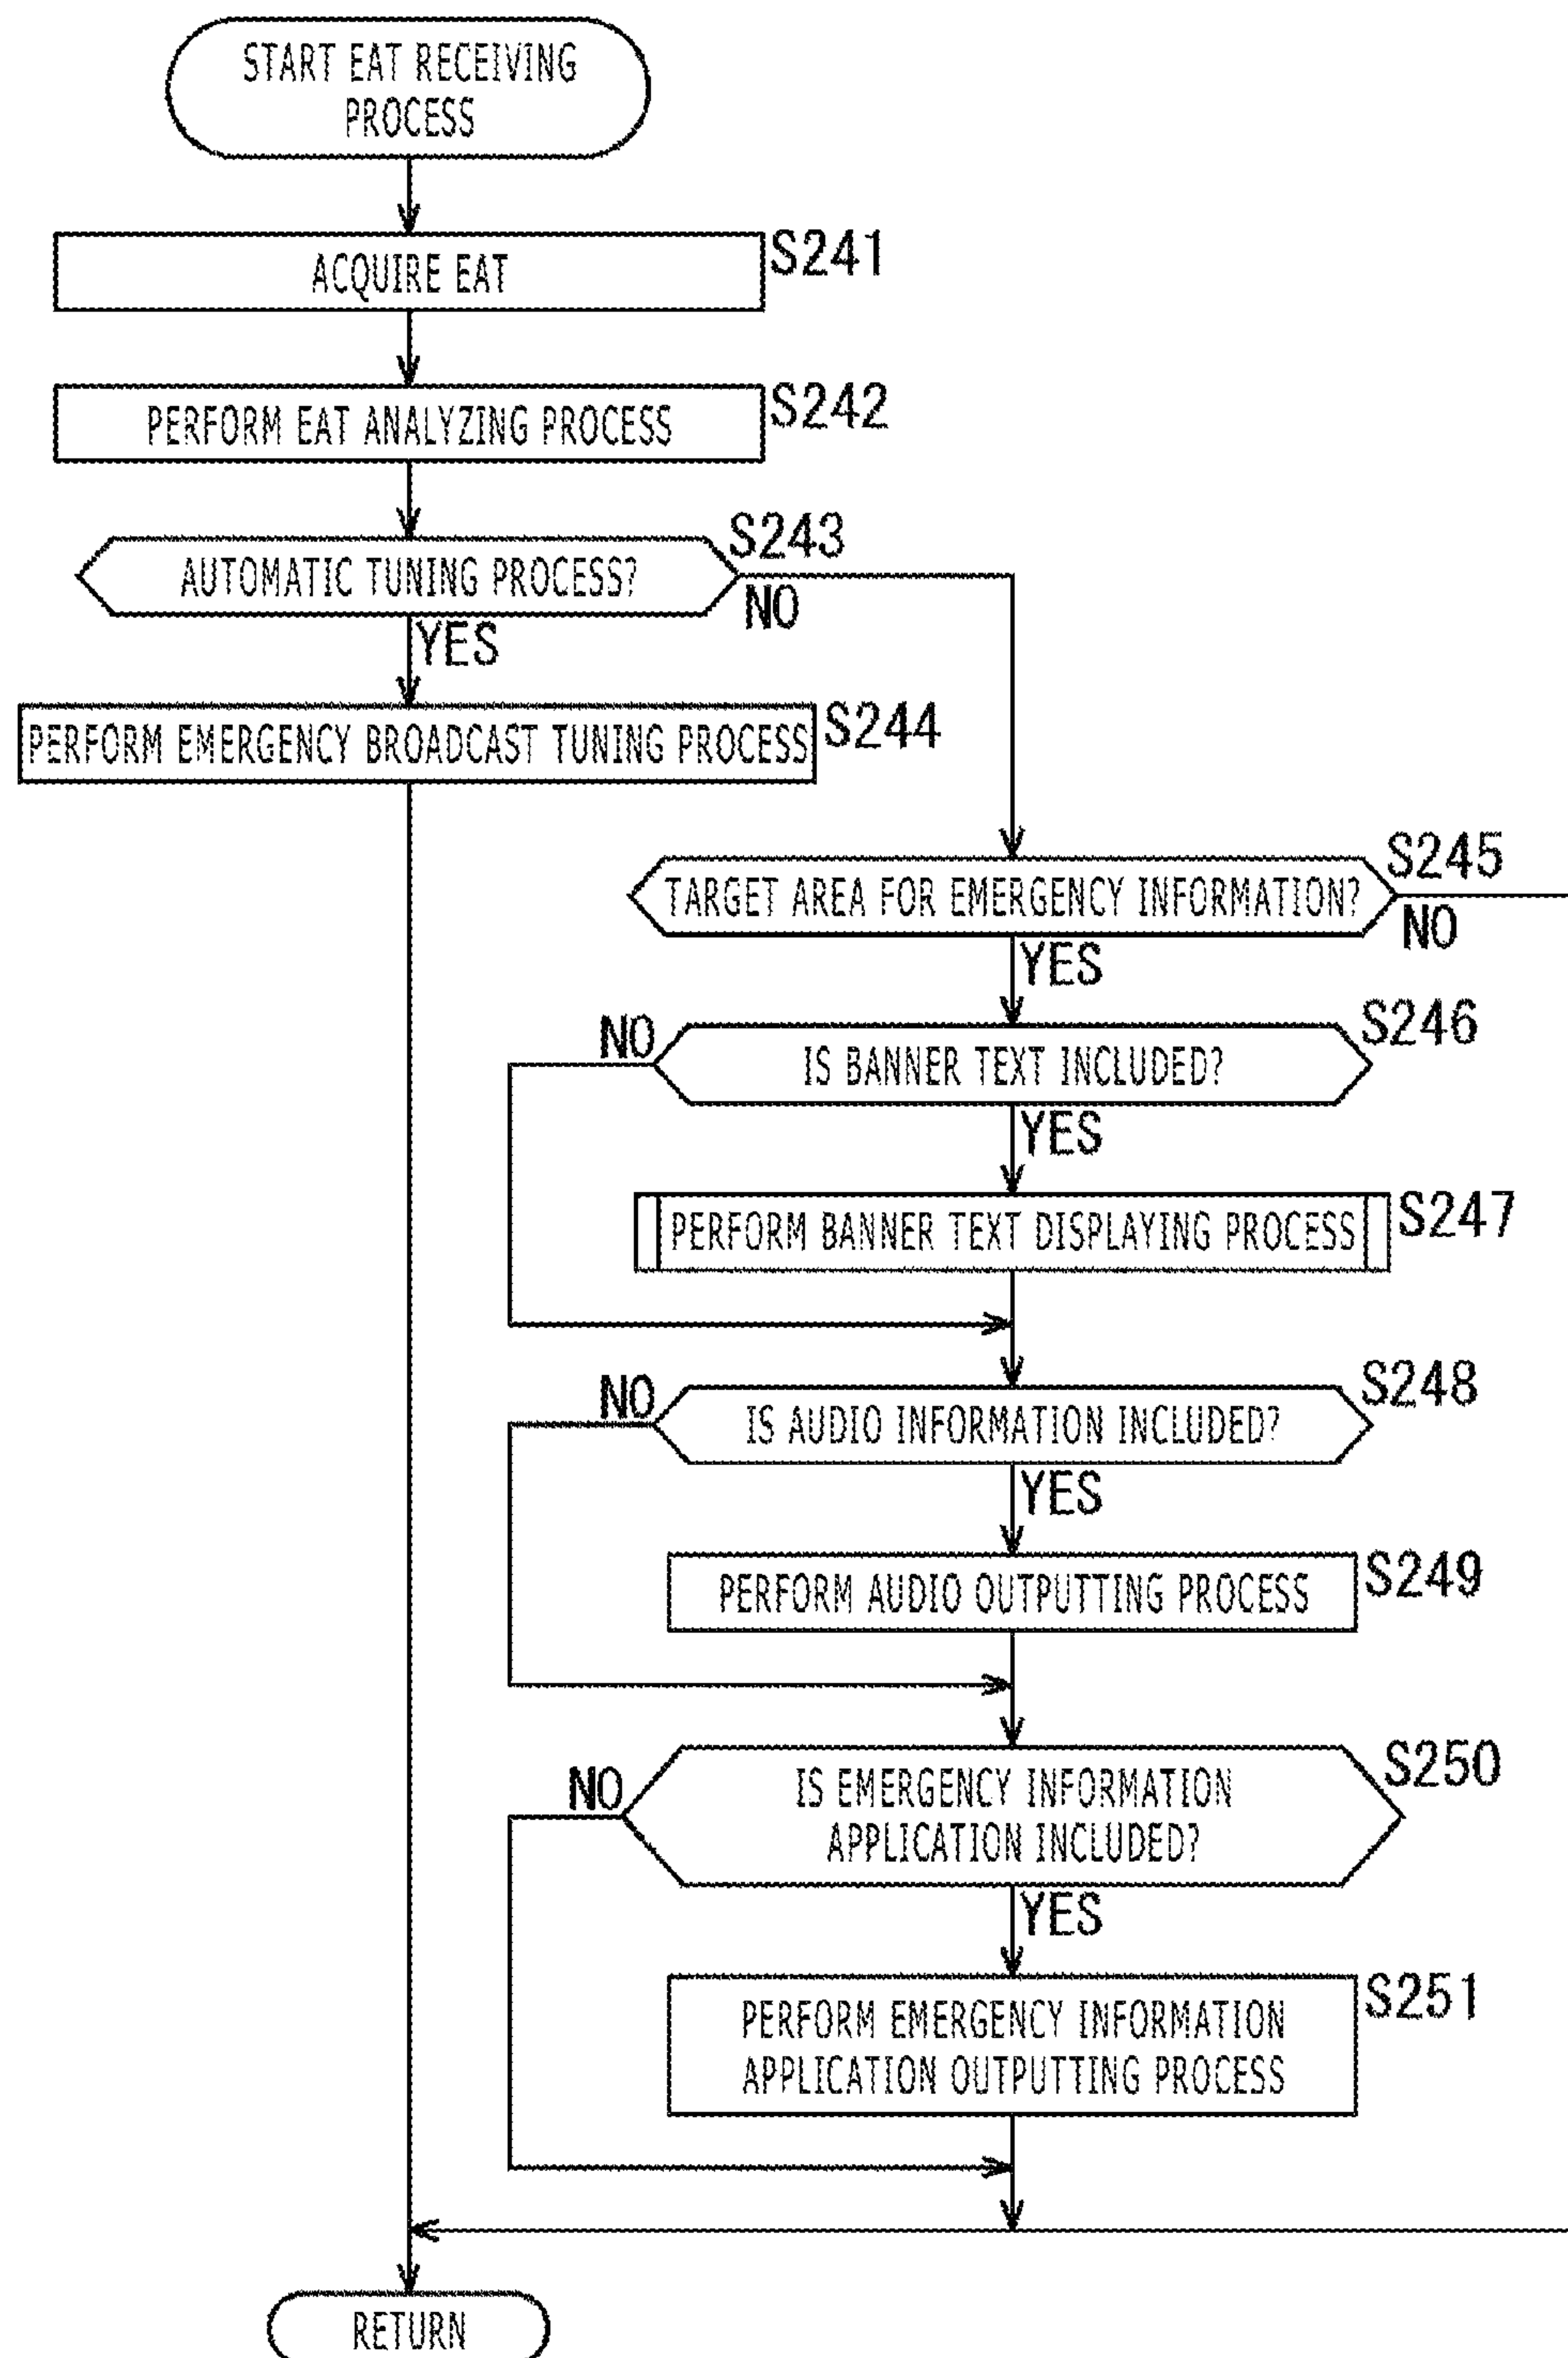 START EAT RECEIVING
PROCESS
ACQUIRE EAT
S241
PERFORM EAT ANALYZING PROCESS
S242
AUTOMATIC TUNING PROCESS?
S243
NO
YES
PERFORM EMERGENCY BROADCAST TUNING PROCESS
S244
TARGET AREA FOR EMERGENCY INFORMATION?
S245
NO
YES
NO
IS BANNER TEXT INCLUDED?
S246
YES
PERFORM BANNER TEXT DISPLAYING PROCESS
S247
NO
IS AUDIO INFORMATION INCLUDED?
S248
YES
PERFORM AUDIO OUTPUTTING PROCESS
S249
NO
IS EMERGENCY INFORMATION
APPLICATION INCLUDED?
S250
YES
PERFORM EMERGENCY INFORMATION
APPLICATION OUTPUTTING PROCESS
S251
RETURN